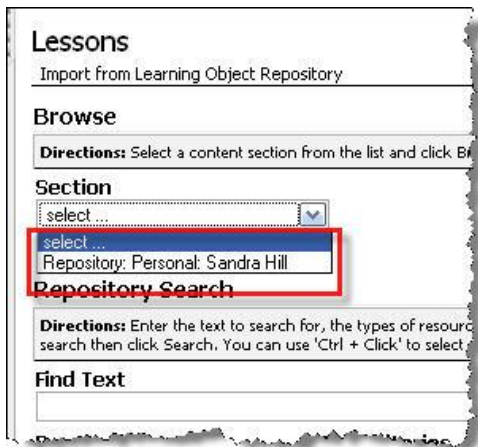 Lessons
Import from Learning Object Repository
Browse
Directions: Select a content section from the list and click
Section
select ...
select ...
Repository: Personal: Sandra Hill
Repository Search
Directions: Enter the text to search for, the types of
search then click Search. You can use 'Ctrl + Click' to select
Find Text